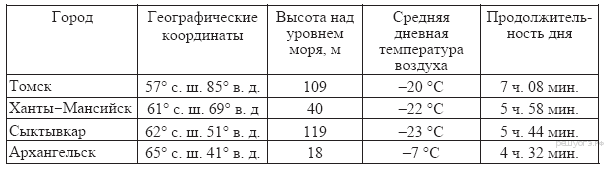 Город | Географические координаты | Высота над уровнем моря, м | Средняя дневная температура воздуха | Продолжитель-ность дня
Томск | 57° с. ш. 85° в. д. | 109 | –20 °С | 7 ч. 08 мин.
Ханты–Мансийск | 61° с. ш. 69° в. д | 40 | –22 °С | 5 ч. 58 мин.
Сыктывкар | 62° с. ш. 51° в. д. | 119 | –23 °С | 5 ч. 44 мин.
Архангельск | 65° с. ш. 41° в. д. | 18 | –7 °С | 4 ч. 32 мин.